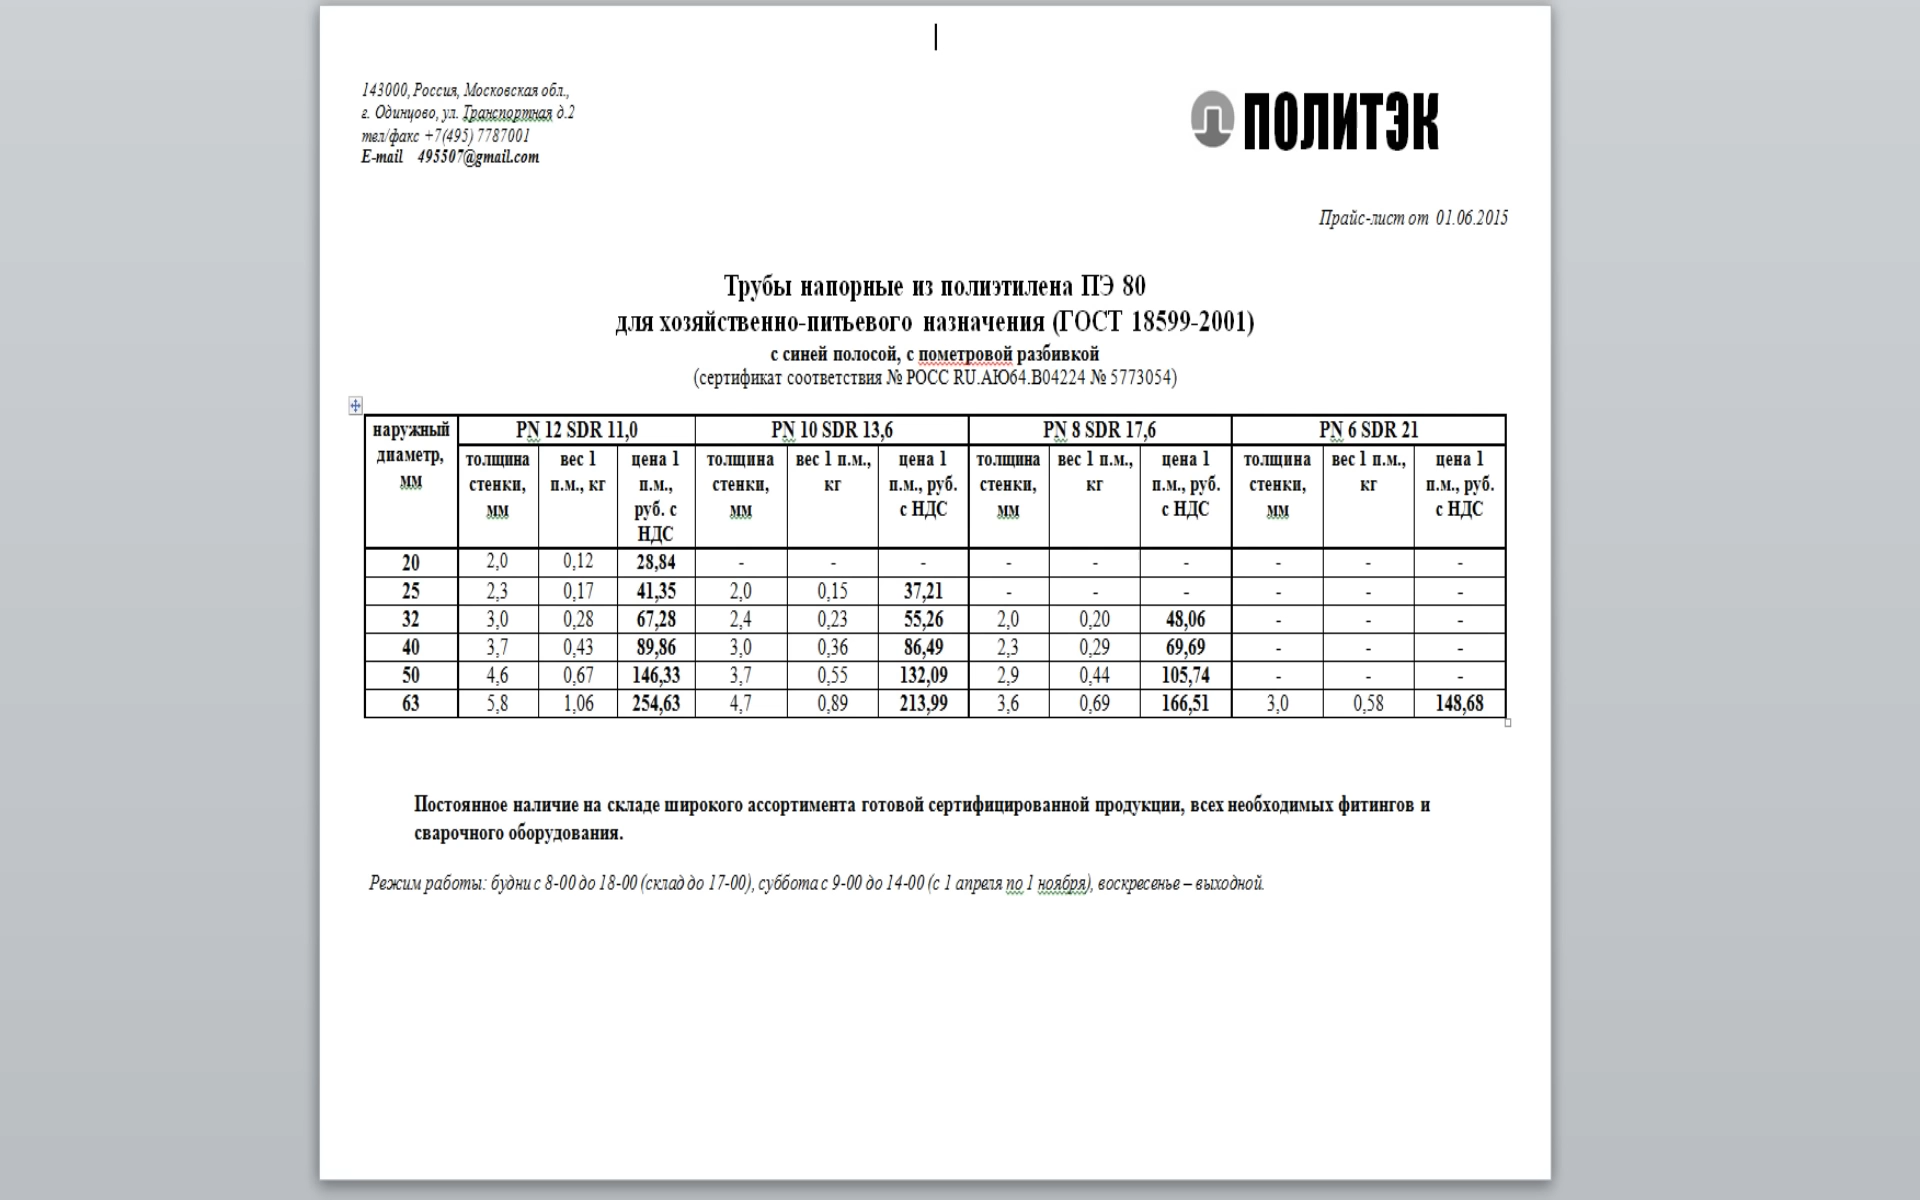 143000, Россия, Московская обл.,
г. Одинцово, ул. Транспортная д.2
тел/факс +7(495) 7787001
E-mail 495507@gmail.com
ПОЛИТЭК
Прайс-лист от 01.06.2015
Трубы напорные из полиэтилена ПЭ 80
для хозяйственно-питьевого назначения (ГОСТ 18599-2001)
с синей полосой, с пометровой разбивкой
(сертификат соответствия № РОСС RU.АЮ64.В04224 № 5773054)
наружный диаметр, мм PN 12 SDR 11,0 PN 10 SDR 13,6 PN 8 SDR 17,6 PN 6 SDR 21
толщина стенки, мм вес 1 п.м., кг цена 1 п.м., руб. с НДС толщина стенки, мм вес 1 п.м., кг цена 1 п.м., руб. с НДС толщина стенки, мм вес 1 п.м., кг цена 1 п.м., руб. с НДС толщина стенки, мм вес 1 п.м., кг цена 1 п.м., руб. с НДС
20 2,0 0,12 28,84 - - - - - - - - -
25 2,3 0,17 41,35 2,0 0,15 37,21 - - - - - -
32 3,0 0,28 67,28 2,4 0,23 55,26 2,0 0,20 48,06 - - -
40 3,7 0,43 89,86 3,0 0,36 86,49 2,3 0,29 69,69 - - -
50 4,6 0,67 146,33 3,7 0,55 132,09 2,9 0,44 105,74 - - -
63 5,8 1,06 254,63 4,7 0,89 213,99 3,6 0,69 166,51 3,0 0,58 148,68
Постоянное наличие на складе широкого ассортимента готовой сертифицированной продукции, всех необходимых фитингов и
сварочного оборудования.
Режим работы: будни с 8-00 до 18-00 (склад до 17-00), суббота с 9-00 до 14-00 (с 1 апреля по 1 ноября), воскресенье – выходной.